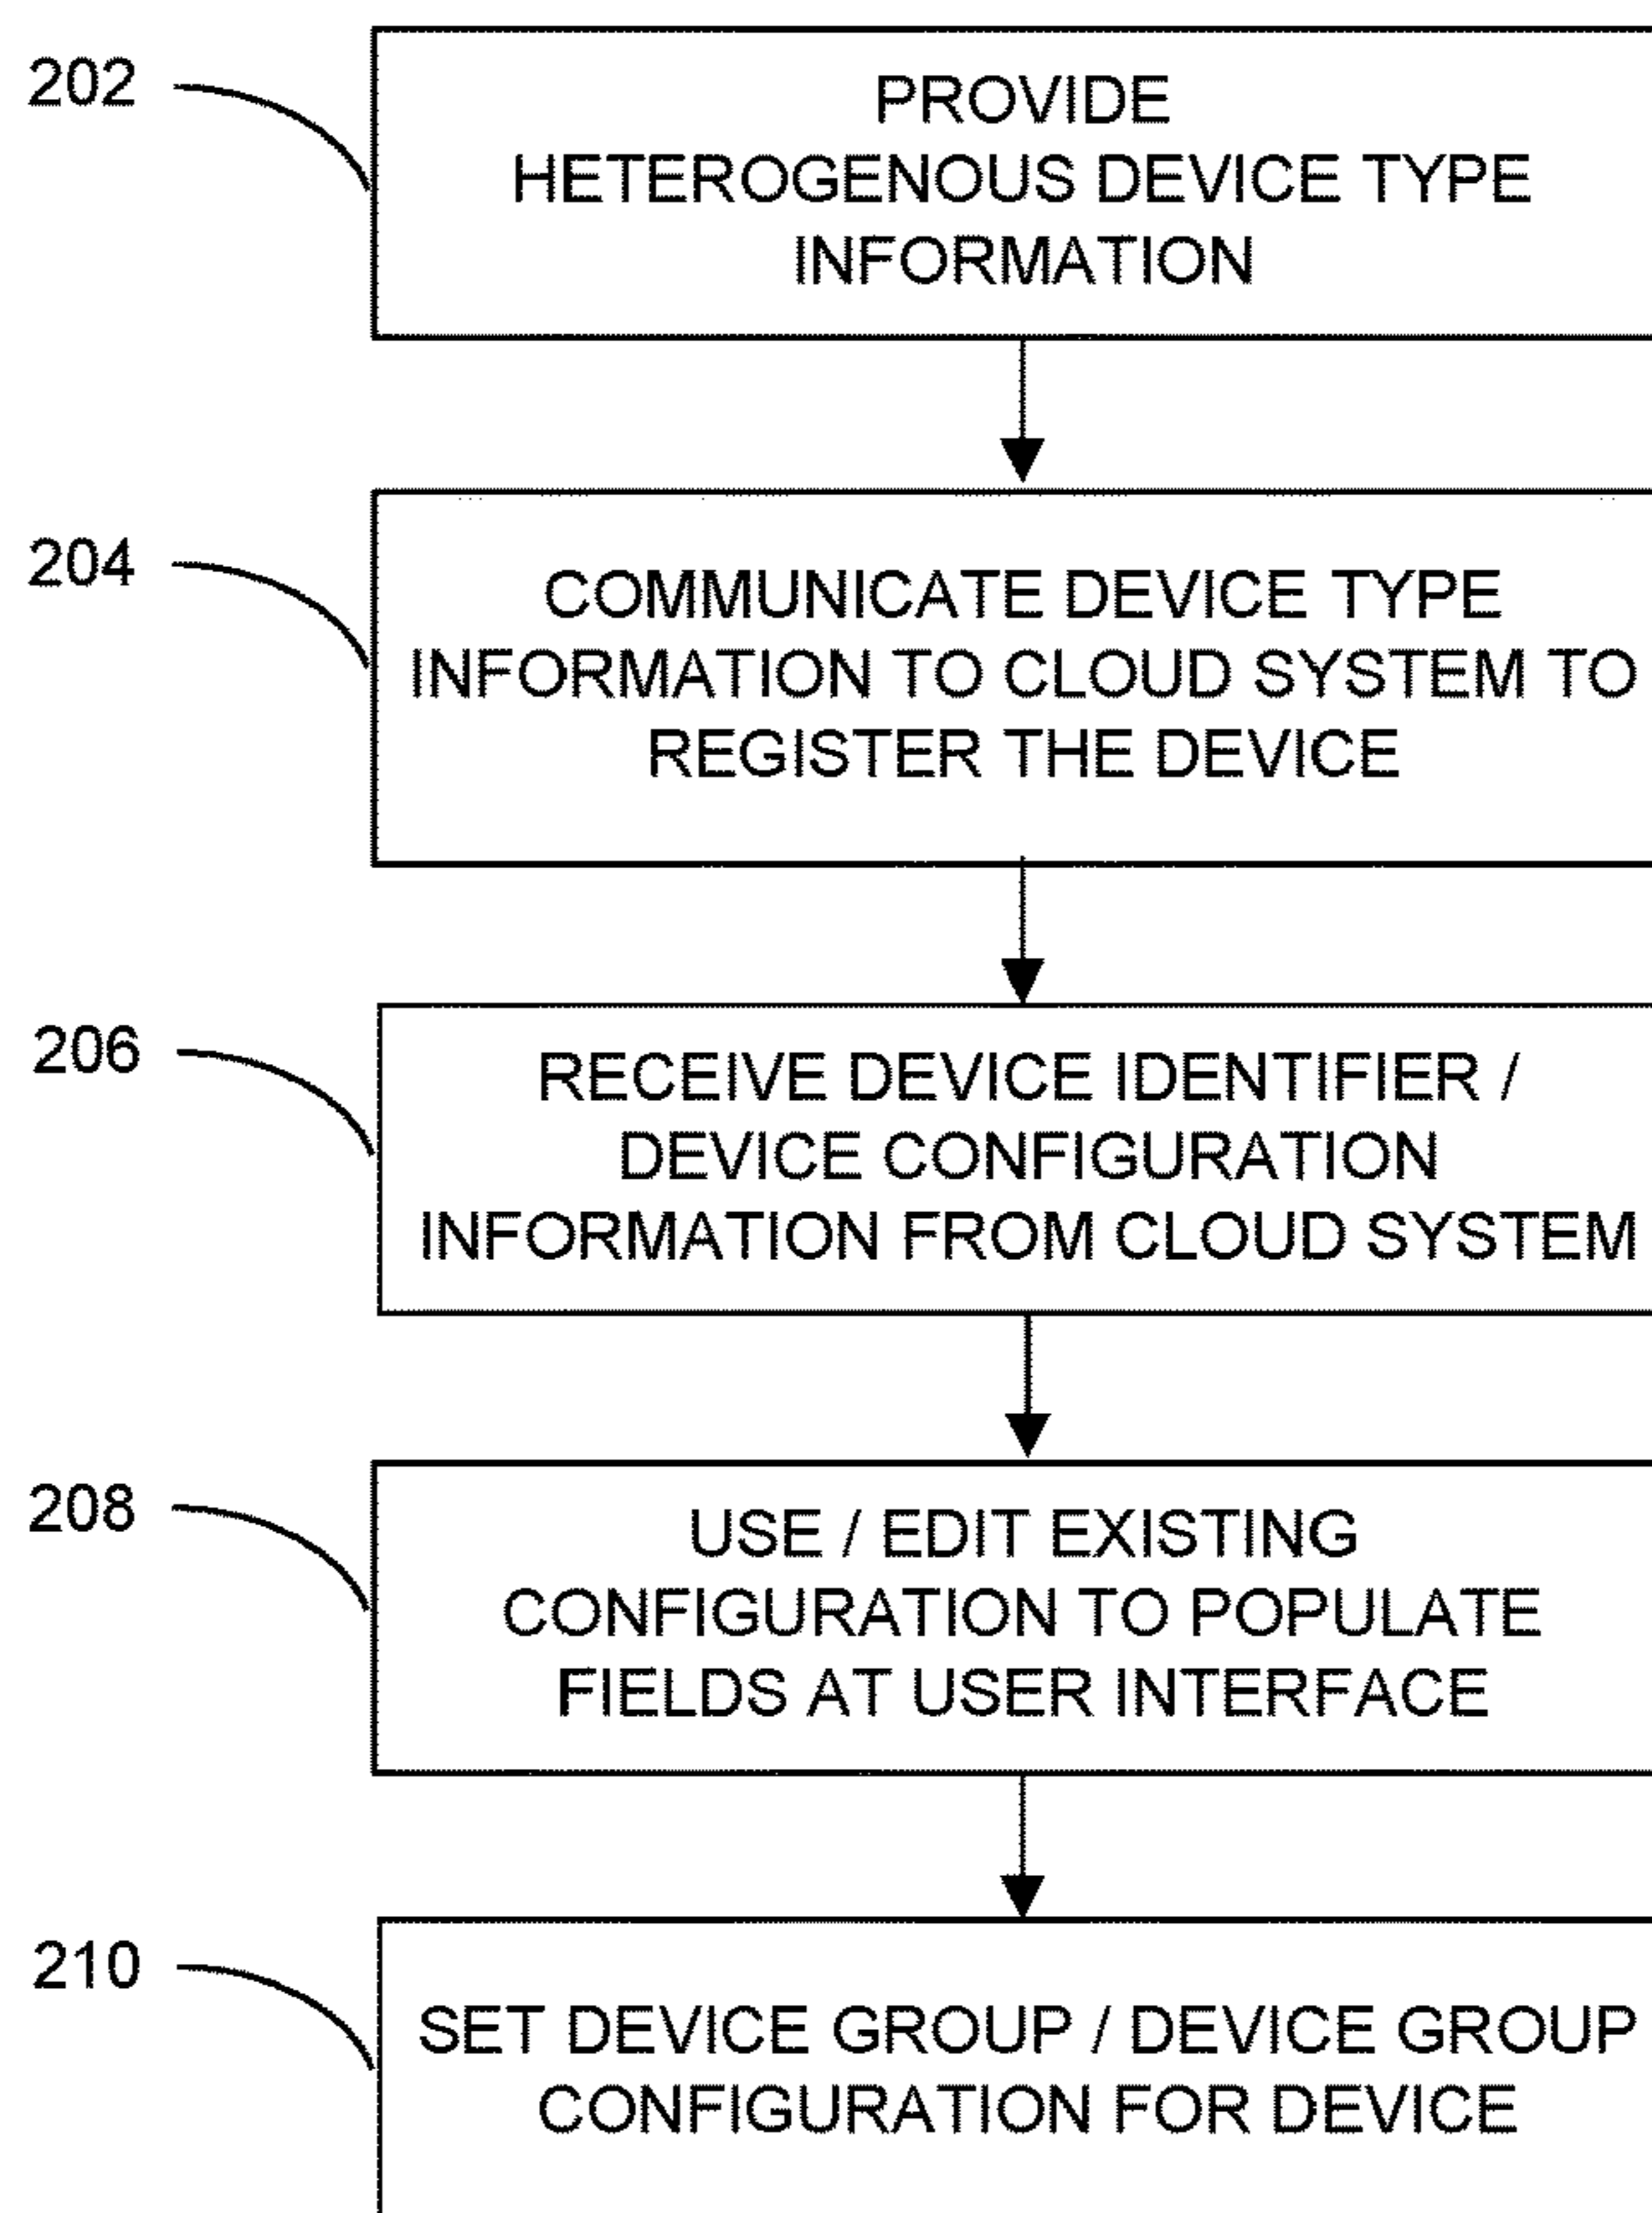 202
PROVIDE
HETEROGENOUS DEVICE TYPE
INFORMATION
204
COMMUNICATE DEVICE TYPE
INFORMATION TO CLOUD SYSTEM TO
REGISTER THE DEVICE
206
RECEIVE DEVICE IDENTIFIER /
DEVICE CONFIGURATION
INFORMATION FROM CLOUD SYSTEM
208
USE / EDIT EXISTING
CONFIGURATION TO POPULATE
FIELDS AT USER INTERFACE
210
SET DEVICE GROUP / DEVICE GROUP
CONFIGURATION FOR DEVICE